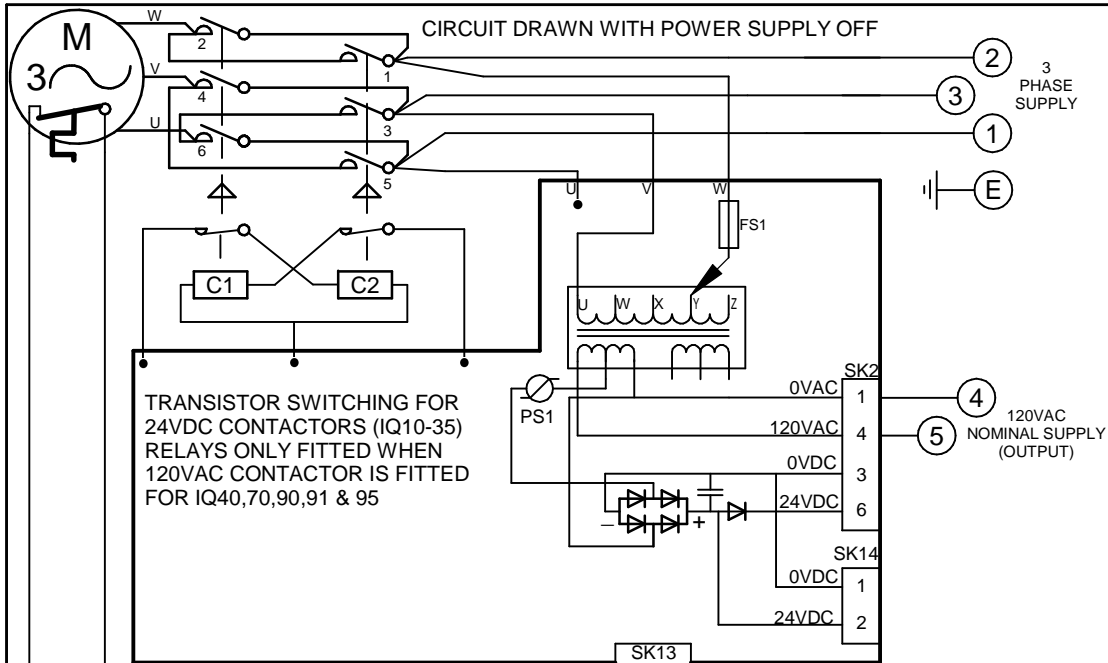 CIRCUIT DRAWN WITH POWER SUPPLY OFF
W
M
3
2
1
2
3
PHASE
SUPPLY
V
4
3
3
U
6
5
1
E
U
V
W
FS1
C1
C2
U
W
X
Y
Z
PS1
TRANSISTOR SWITCHING FOR
24VDC CONTACTORS (IQ10-35)
RELAYS ONLY FITTED WHEN
120VAC CONTACTOR IS FITTED
FOR IQ40,70,90,91 & 95
SK2
0VAC
1
4
120VAC
4
5
120VAC
NOMINAL SUPPLY
(OUTPUT)
0VDC
3
24VDC
6
–
+
SK14
0VDC
1
24VDC
2
SK13